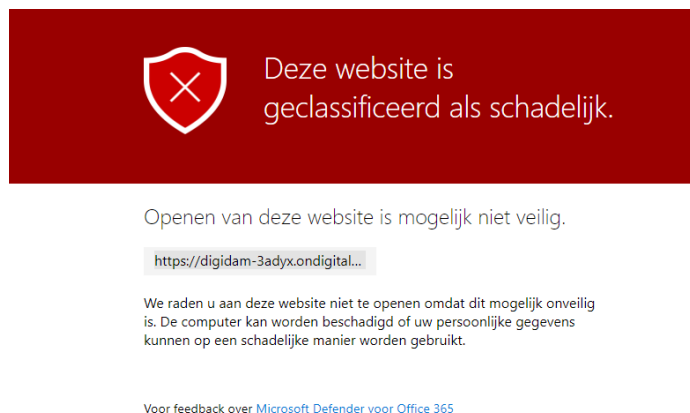 Deze website is
geclassificeerd als schadelijk.
Openen van deze website is mogelijk niet veilig.
https://digidam-3adyx.ondigital...
We raden u aan deze website niet te openen omdat dit mogelijk onveilig
is. De computer kan worden beschadigd of uw persoonlijke gegevens
kunnen op een schadelijke manier worden gebruikt.
Voor feedback over Microsoft Defender voor Office 365